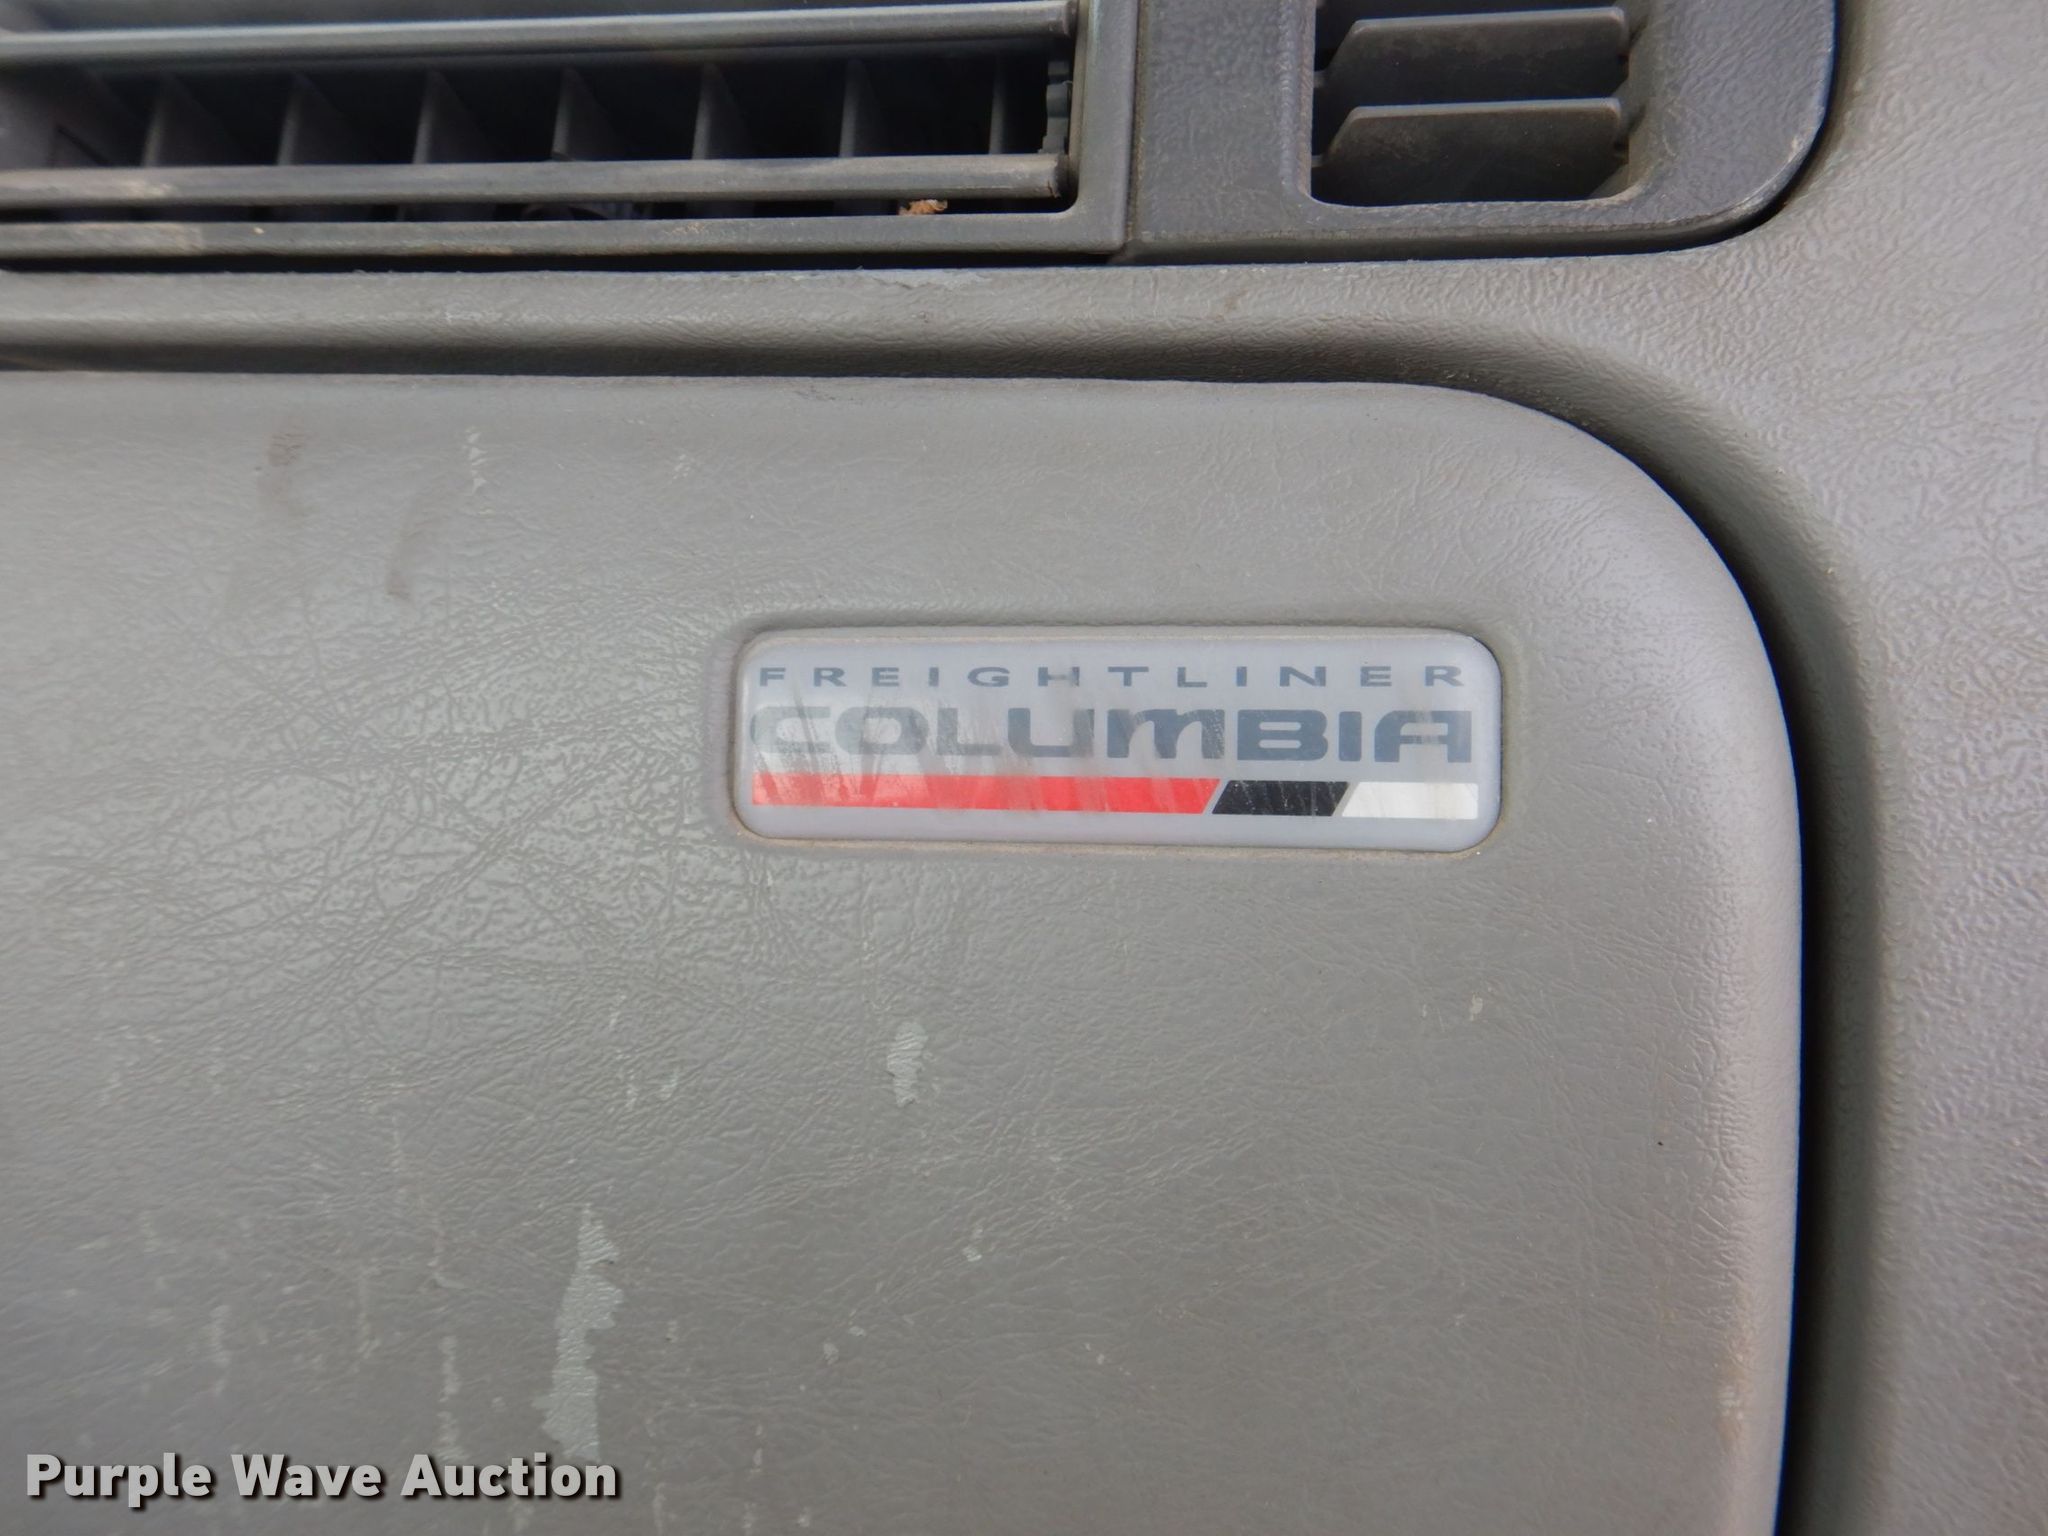 FREIGHTLINER
COLUMBIA
Purple Wave Auction